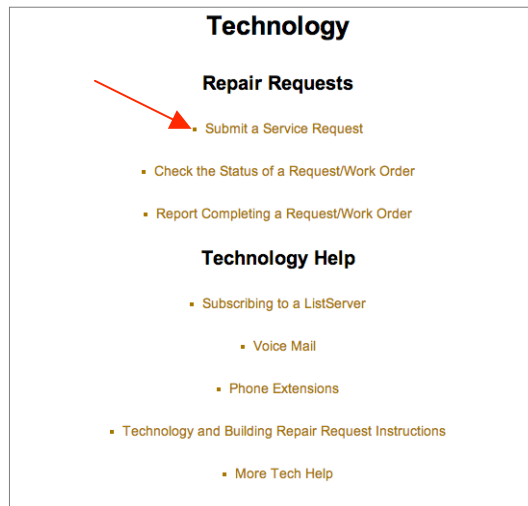 Technology
Repair Requests
Submit a Service Request
Check the Status of a Request/Work Order
Report Completing a Request/Work Order
Technology Help
Subscribing to a ListServer
Voice Mail
Phone Extensions
Technology and Building Repair Request Instructions
More Tech Help